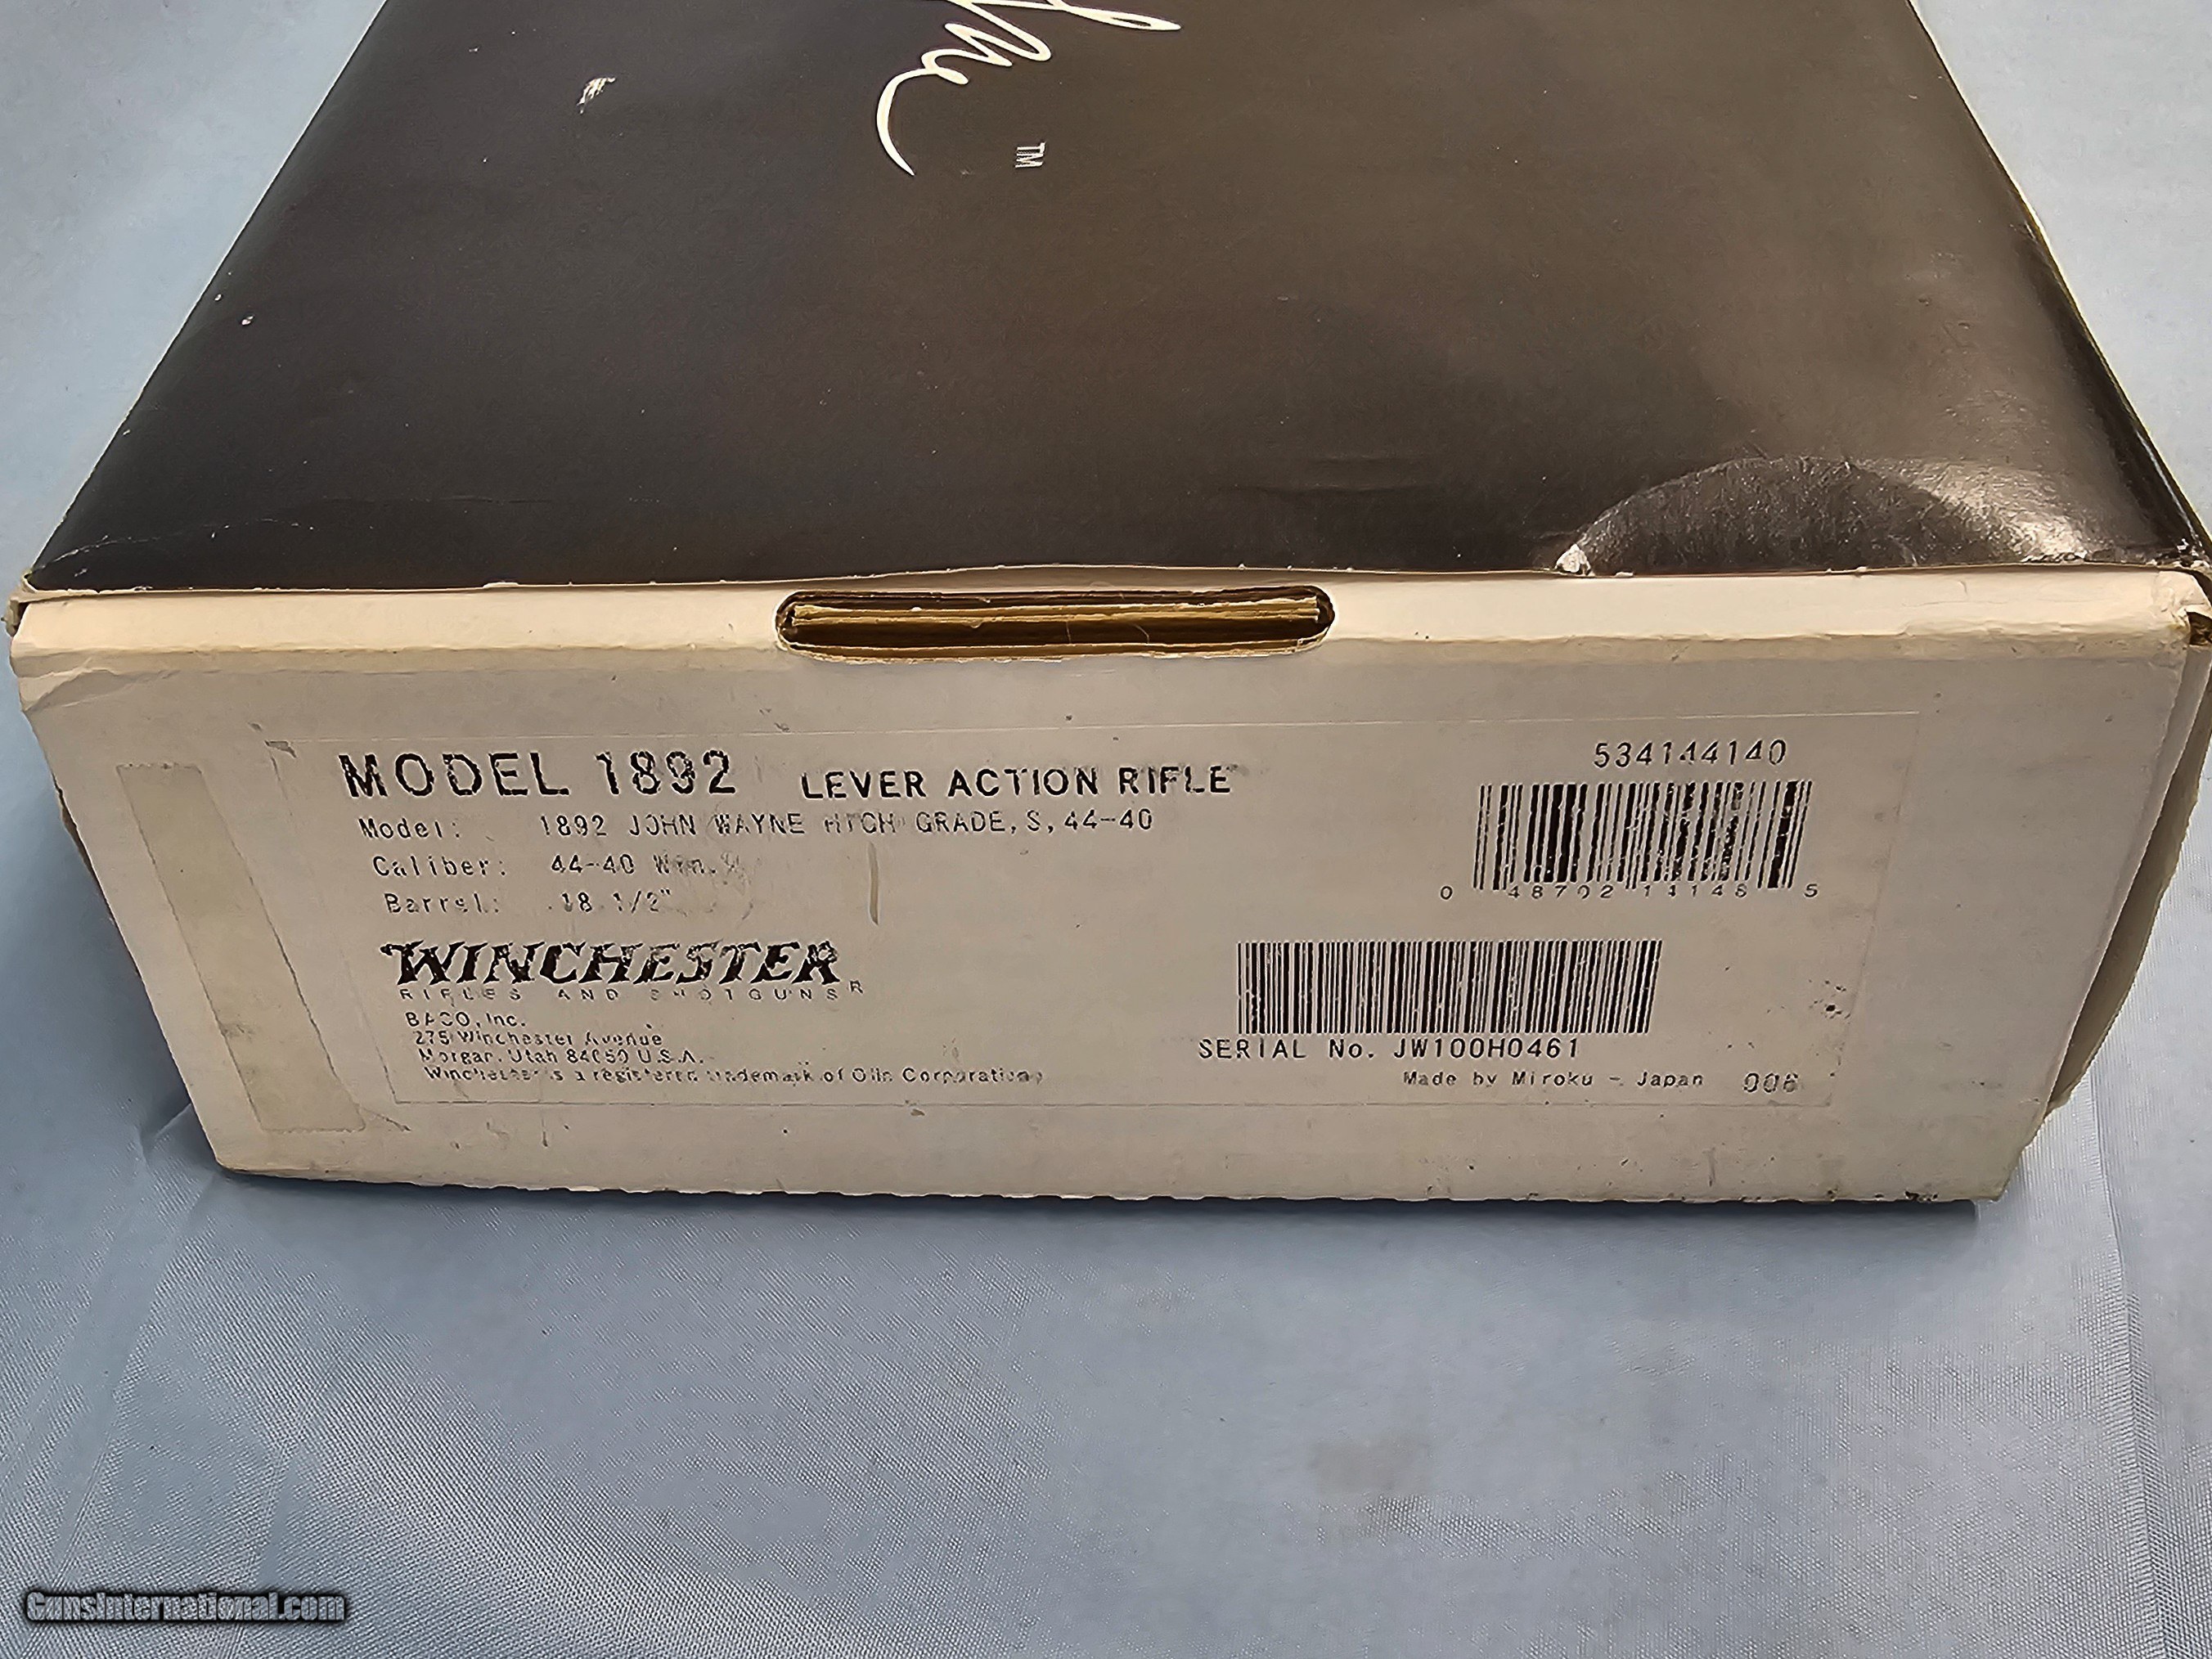 TM
MODEL 1892 LEVER ACTION RIFLE
534144140
Model: 1892 JOHN WAYNE HIGH GRADE, S, 44-40
Caliber: 44-40 Win.
Barrel: 18 1/2"
0 48702 14148 5
WINCHESTER
RIFLES AND SHOTGUNS R
BACO, Inc.
275 Winchester Avenue
Morgan, Utah 84050 U.S.A.
Winchester is a registered trademark of Olin Corporation
SERIAL No. JW100H0461
Made by Miroku - Japan 006
GunsInternational.com